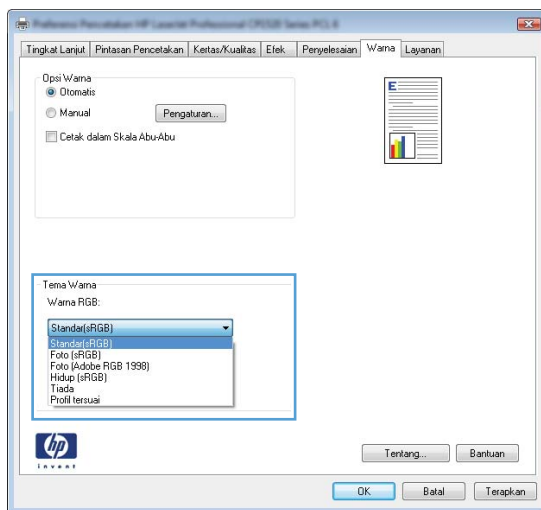 Tingkat Lanjut Pintasan Pencetakan Kertas/Kualitas Efek Penyelesaian Warna Layanan
Opsi Warna
Otomatis
Manual
Pengaturan...
Cetak dalam Skala Abu-Abu
E
Tema Warna
Warna RGB:
Standar(sRGB)
Standar(sRGB)
Foto (sRGB)
Foto (Adobe RGB 1998)
Hidup (sRGB)
Tiada
Profil tersuai
hp
invent
Tentang... Bantuan
OK Batal Terapkan